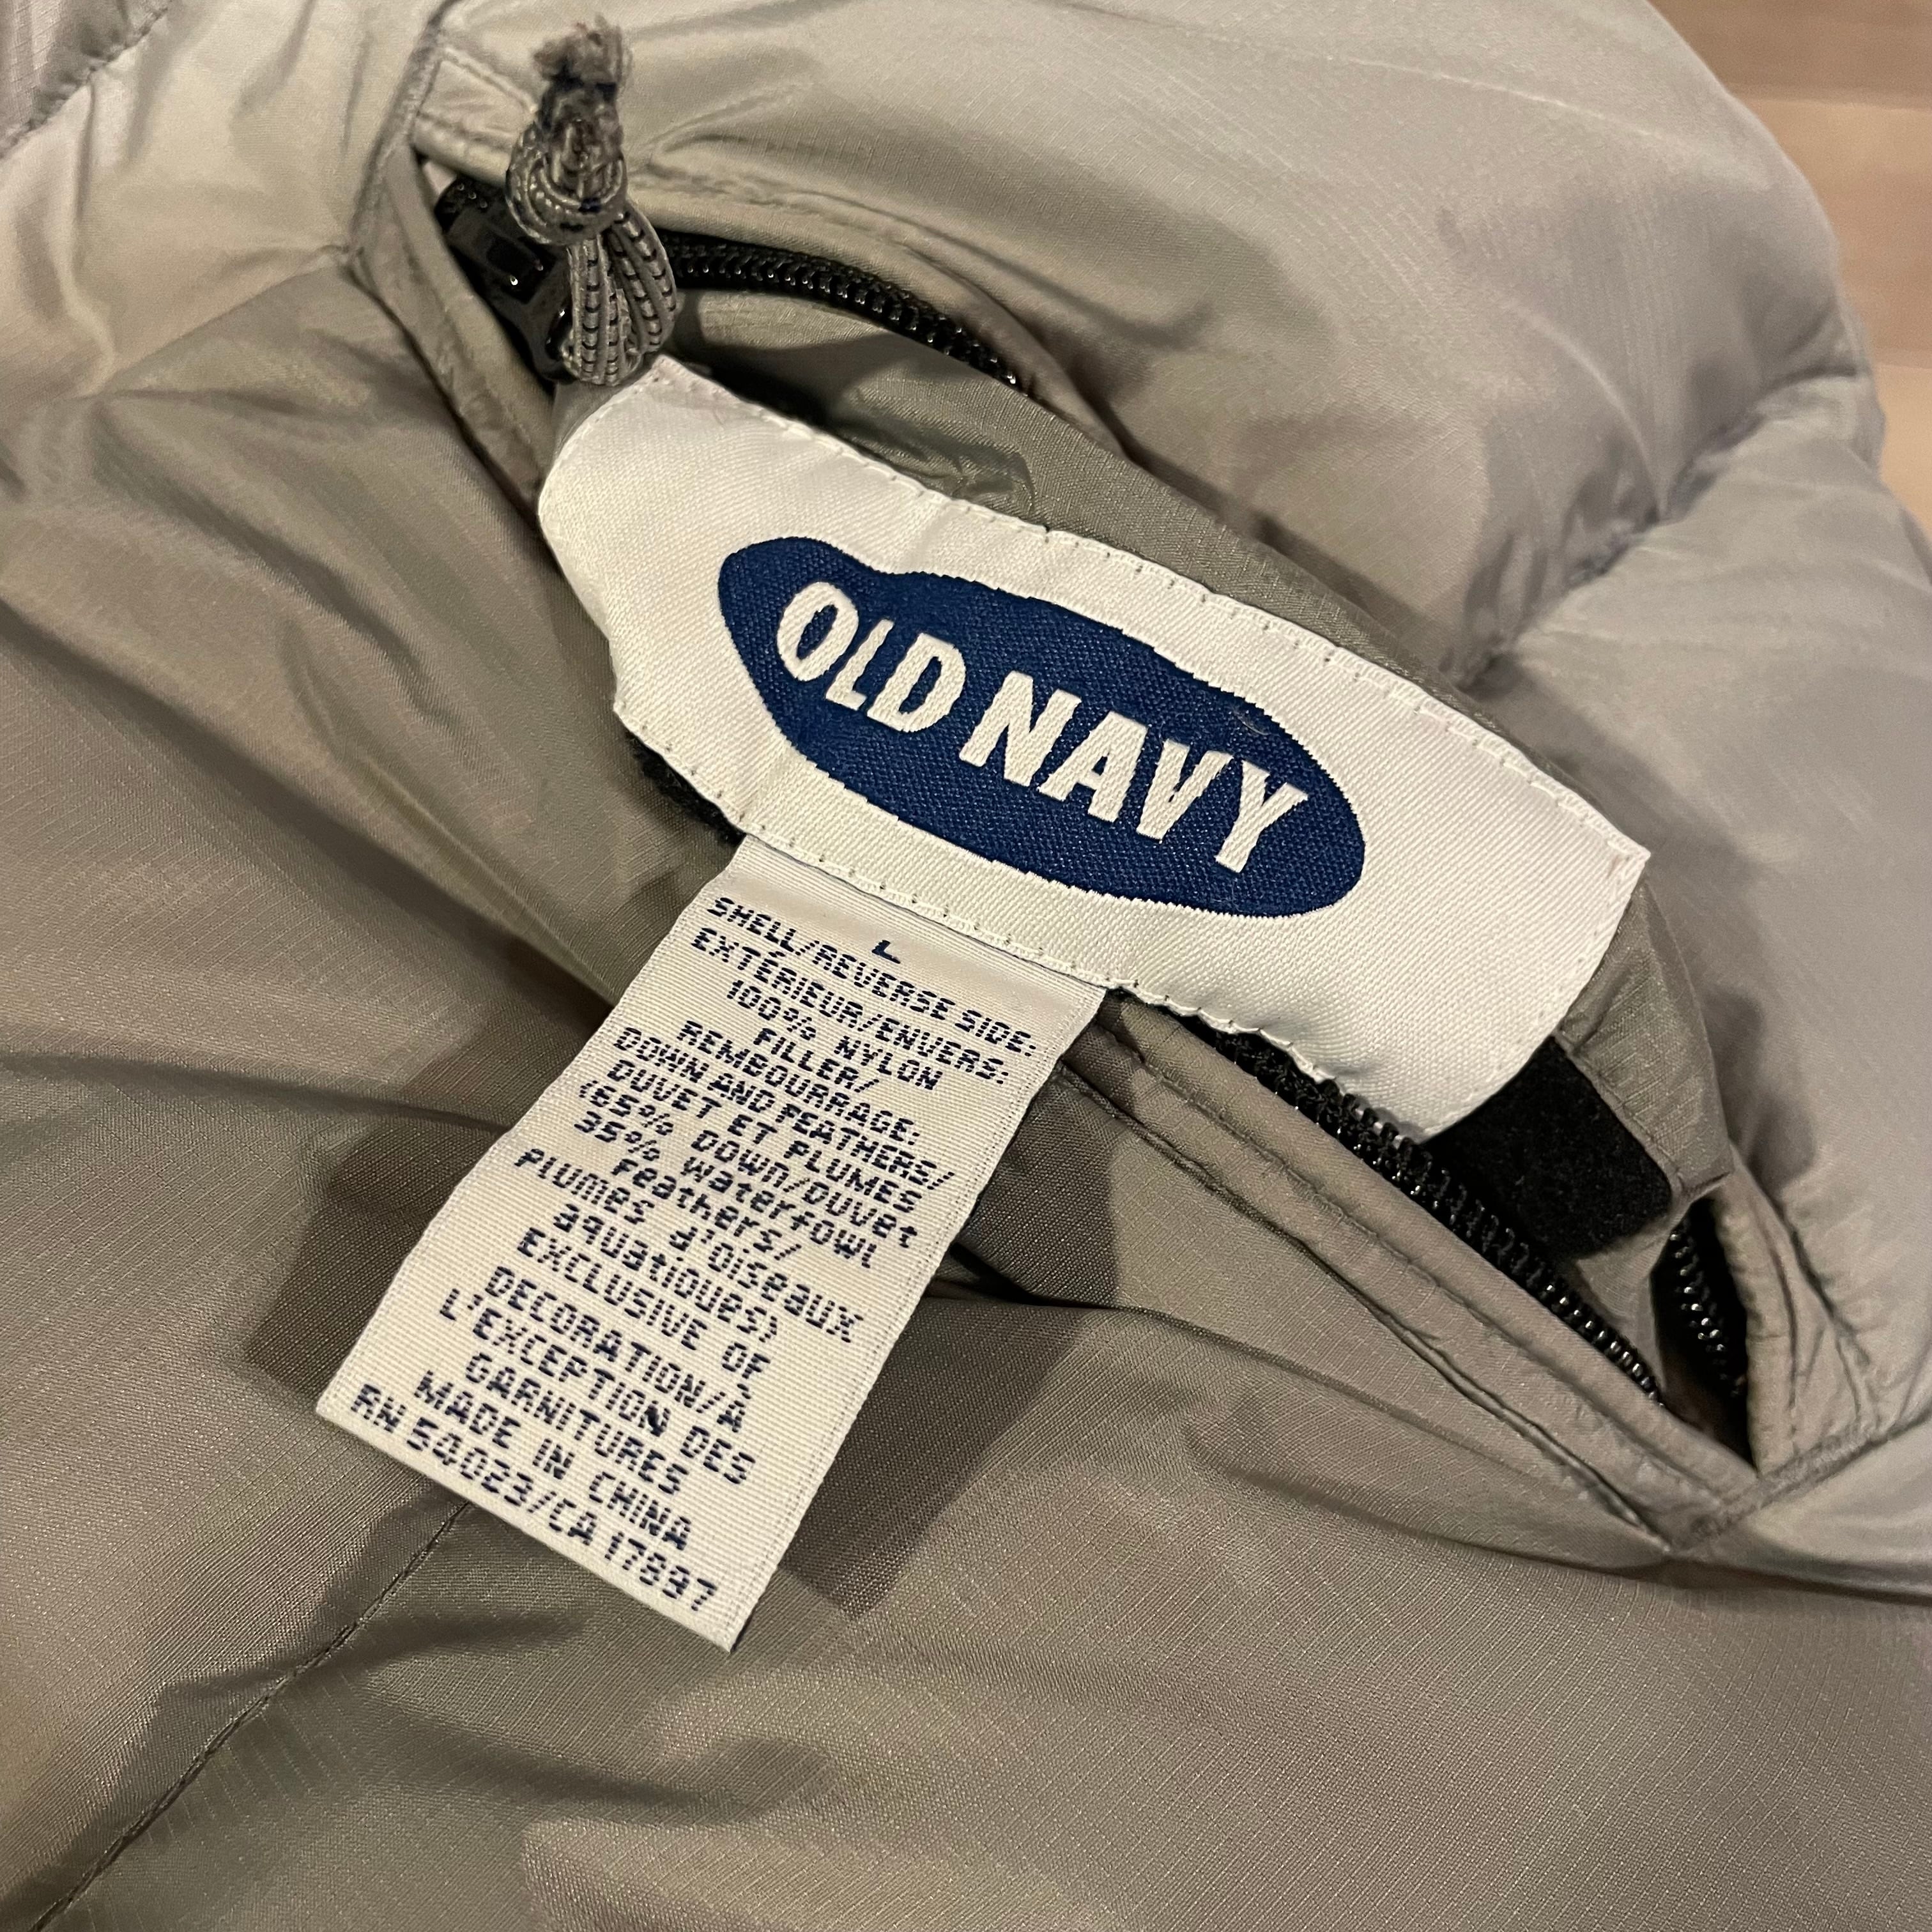 OLD NAVY
L
SHELL/REVERSE SIDE:
EXTÉRIEUR/ENVERS:
100% NYLON
FILLER/
REMBOURRAGE:
DOWN AND FEATHERS/
DUVET ET PLUMES
(65% DOWN/DUVet
35% Waterfowl
Feathers/
PLUMES d'OISeaUX
aQUatIQUeS)
EXCLUSIVE OF
DECORATION/À
L'EXCEPTION DES
GARNITURES
MADE IN CHINA
RN 54023/CA 17897